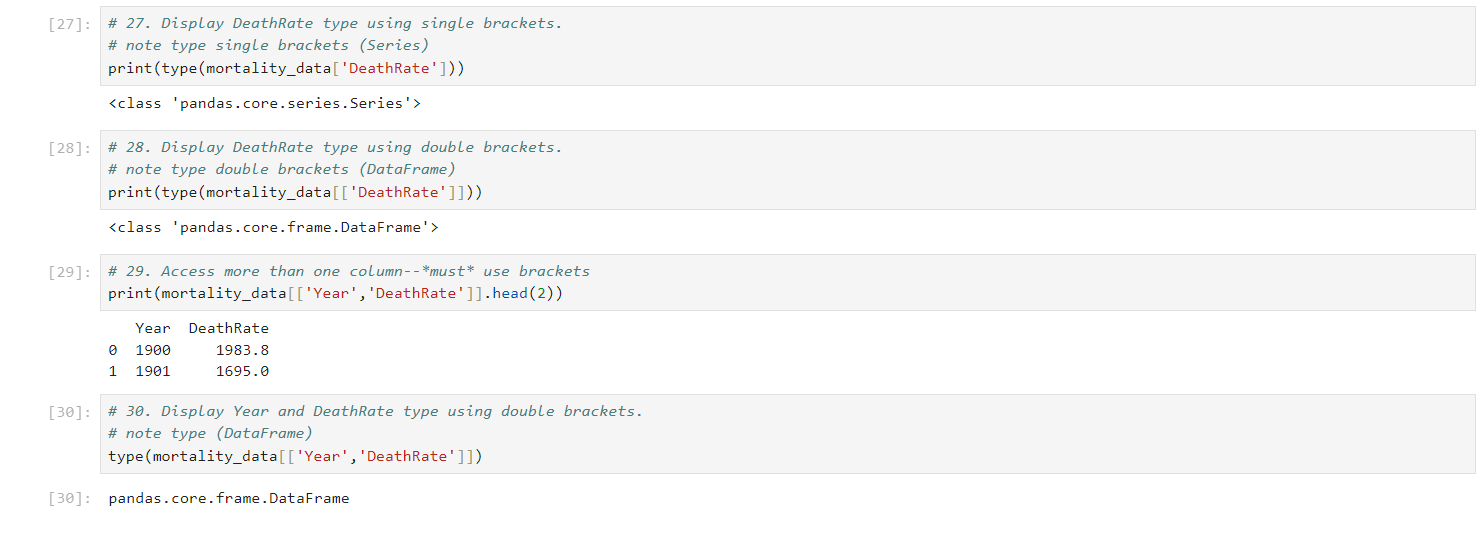 [27]: # 27. Display DeathRate type using single brackets.
# note type single brackets (Series)
print(type(mortality_data['DeathRate']))
<class 'pandas.core.series.Series'>
[28]: # 28. Display DeathRate type using double brackets.
# note type double brackets (DataFrame)
print(type(mortality_data[['DeathRate']]))
<class 'pandas.core.frame.DataFrame'>
[29]: # 29. Access more than one column--*must* use brackets
print(mortality_data[['Year','DeathRate']].head(2))
Year DeathRate
0 1900 1983.8
1 1901 1695.0
[30]: # 30. Display Year and DeathRate type using double brackets.
# note type (DataFrame)
type(mortality_data[['Year','DeathRate']])
[30]: pandas.core.frame.DataFrame